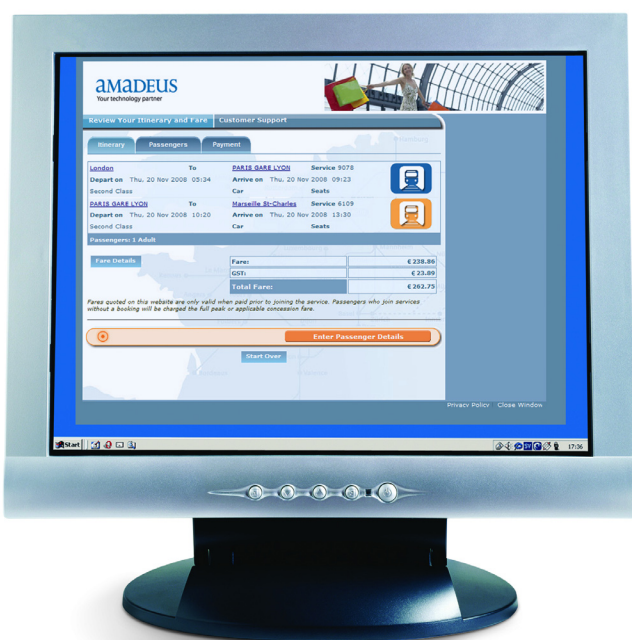 amadeus
Your technology partner
Review Your Itinerary and Fare Customer Support
Itinerary Passengers Payment
London To PARIS GARE LYON Service 9078
Depart on Thu, 20 Nov 2008 05:34 Arrive on Thu, 20 Nov 2008 09:23
Second Class Car Seats
PARIS GARE LYON To Marseille St-Charles Service 6109
Depart on Thu, 20 Nov 2008 10:20 Arrive on Thu, 20 Nov 2008 13:30
Second Class Car Seats
Passengers: 1 Adult
Fare Details Fare: € 238.86
GST: € 23.89
Total Fare: € 262.75
Fares quoted on this website are only valid when paid prior to joining the service. Passengers who join services
without a booking will be charged the full peak or applicable concession fare.
Enter Passenger Details
Start Over
Privacy Policy Close Window
Start 17:36